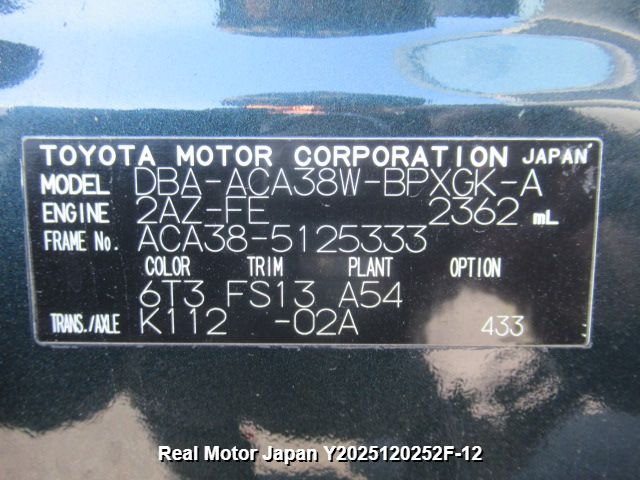 TOYOTA MOTOR CORPORATION JAPAN
MODEL DBA-ACA38W-BPXGK-A
ENGINE 2AZ-FE 2362 mL
FRAME No. ACA38-5125333
COLOR TRIM PLANT OPTION
6T3 FS13 A54
TRANS./AXLE K112 -02A 433
Real Motor Japan Y2025120252F-12